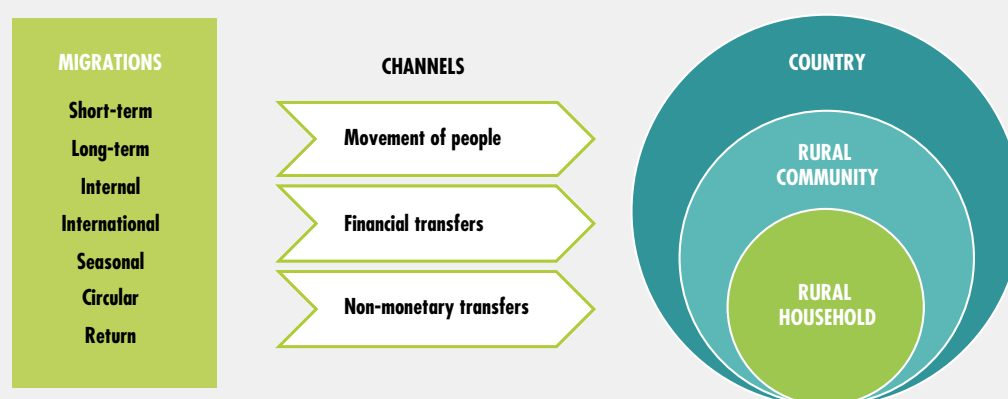 MIGRATIONS
Short-term
Long-term
Internal
International
Seasonal
Circular
Return
CHANNELS
Movement of people
Financial transfers
Non-monetary transfers
COUNTRY
RURAL
COMMUNITY
RURAL
HOUSEHOLD